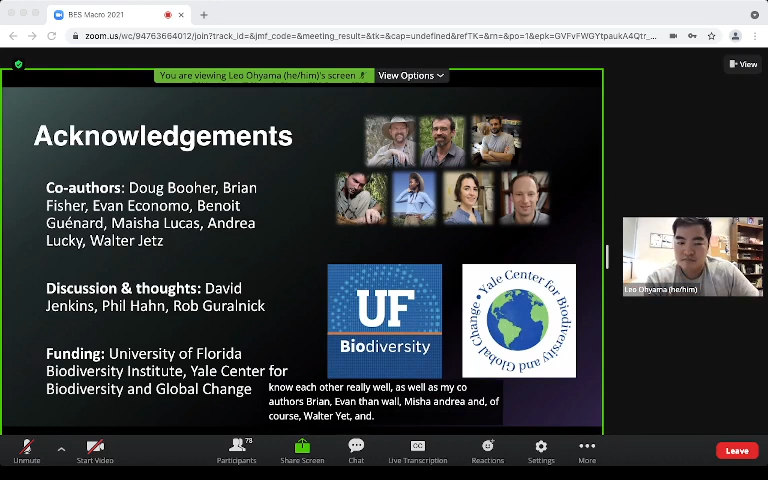 BES Macro 2021
zoom.us/wc/94763664012/join?track_id=&jmf_code=&meeting_result=&tk=&cap=undefined&refTK=&rn=&po=1&epk=GVFvFWGYtpaukA4Qtr_...
You are viewing Leo Ohyama (he/him)'s screen
View Options
View
Acknowledgements
Co-authors: Doug Booher, Brian
Fisher, Evan Economo, Benoit
Guénard, Maisha Lucas, Andrea
Lucky, Walter Jetz
Discussion & thoughts: David
Jenkins, Phil Hahn, Rob Guralnick
Funding: University of Florida
Biodiversity Institute, Yale Center for
Biodiversity and Global Change
UF
Biodiversity
Yale Center for Biodiversity and Global Change
know each other really well, as well as my co
authors Brian, Evan than wall, Misha andrea and, of
course, Walter Yet, and.
Leo Ohyama (he/him)
Unmute
Start Video
Participants
78
Share Screen
Chat
CC
Live Transcription
Reactions
Settings
More
Leave